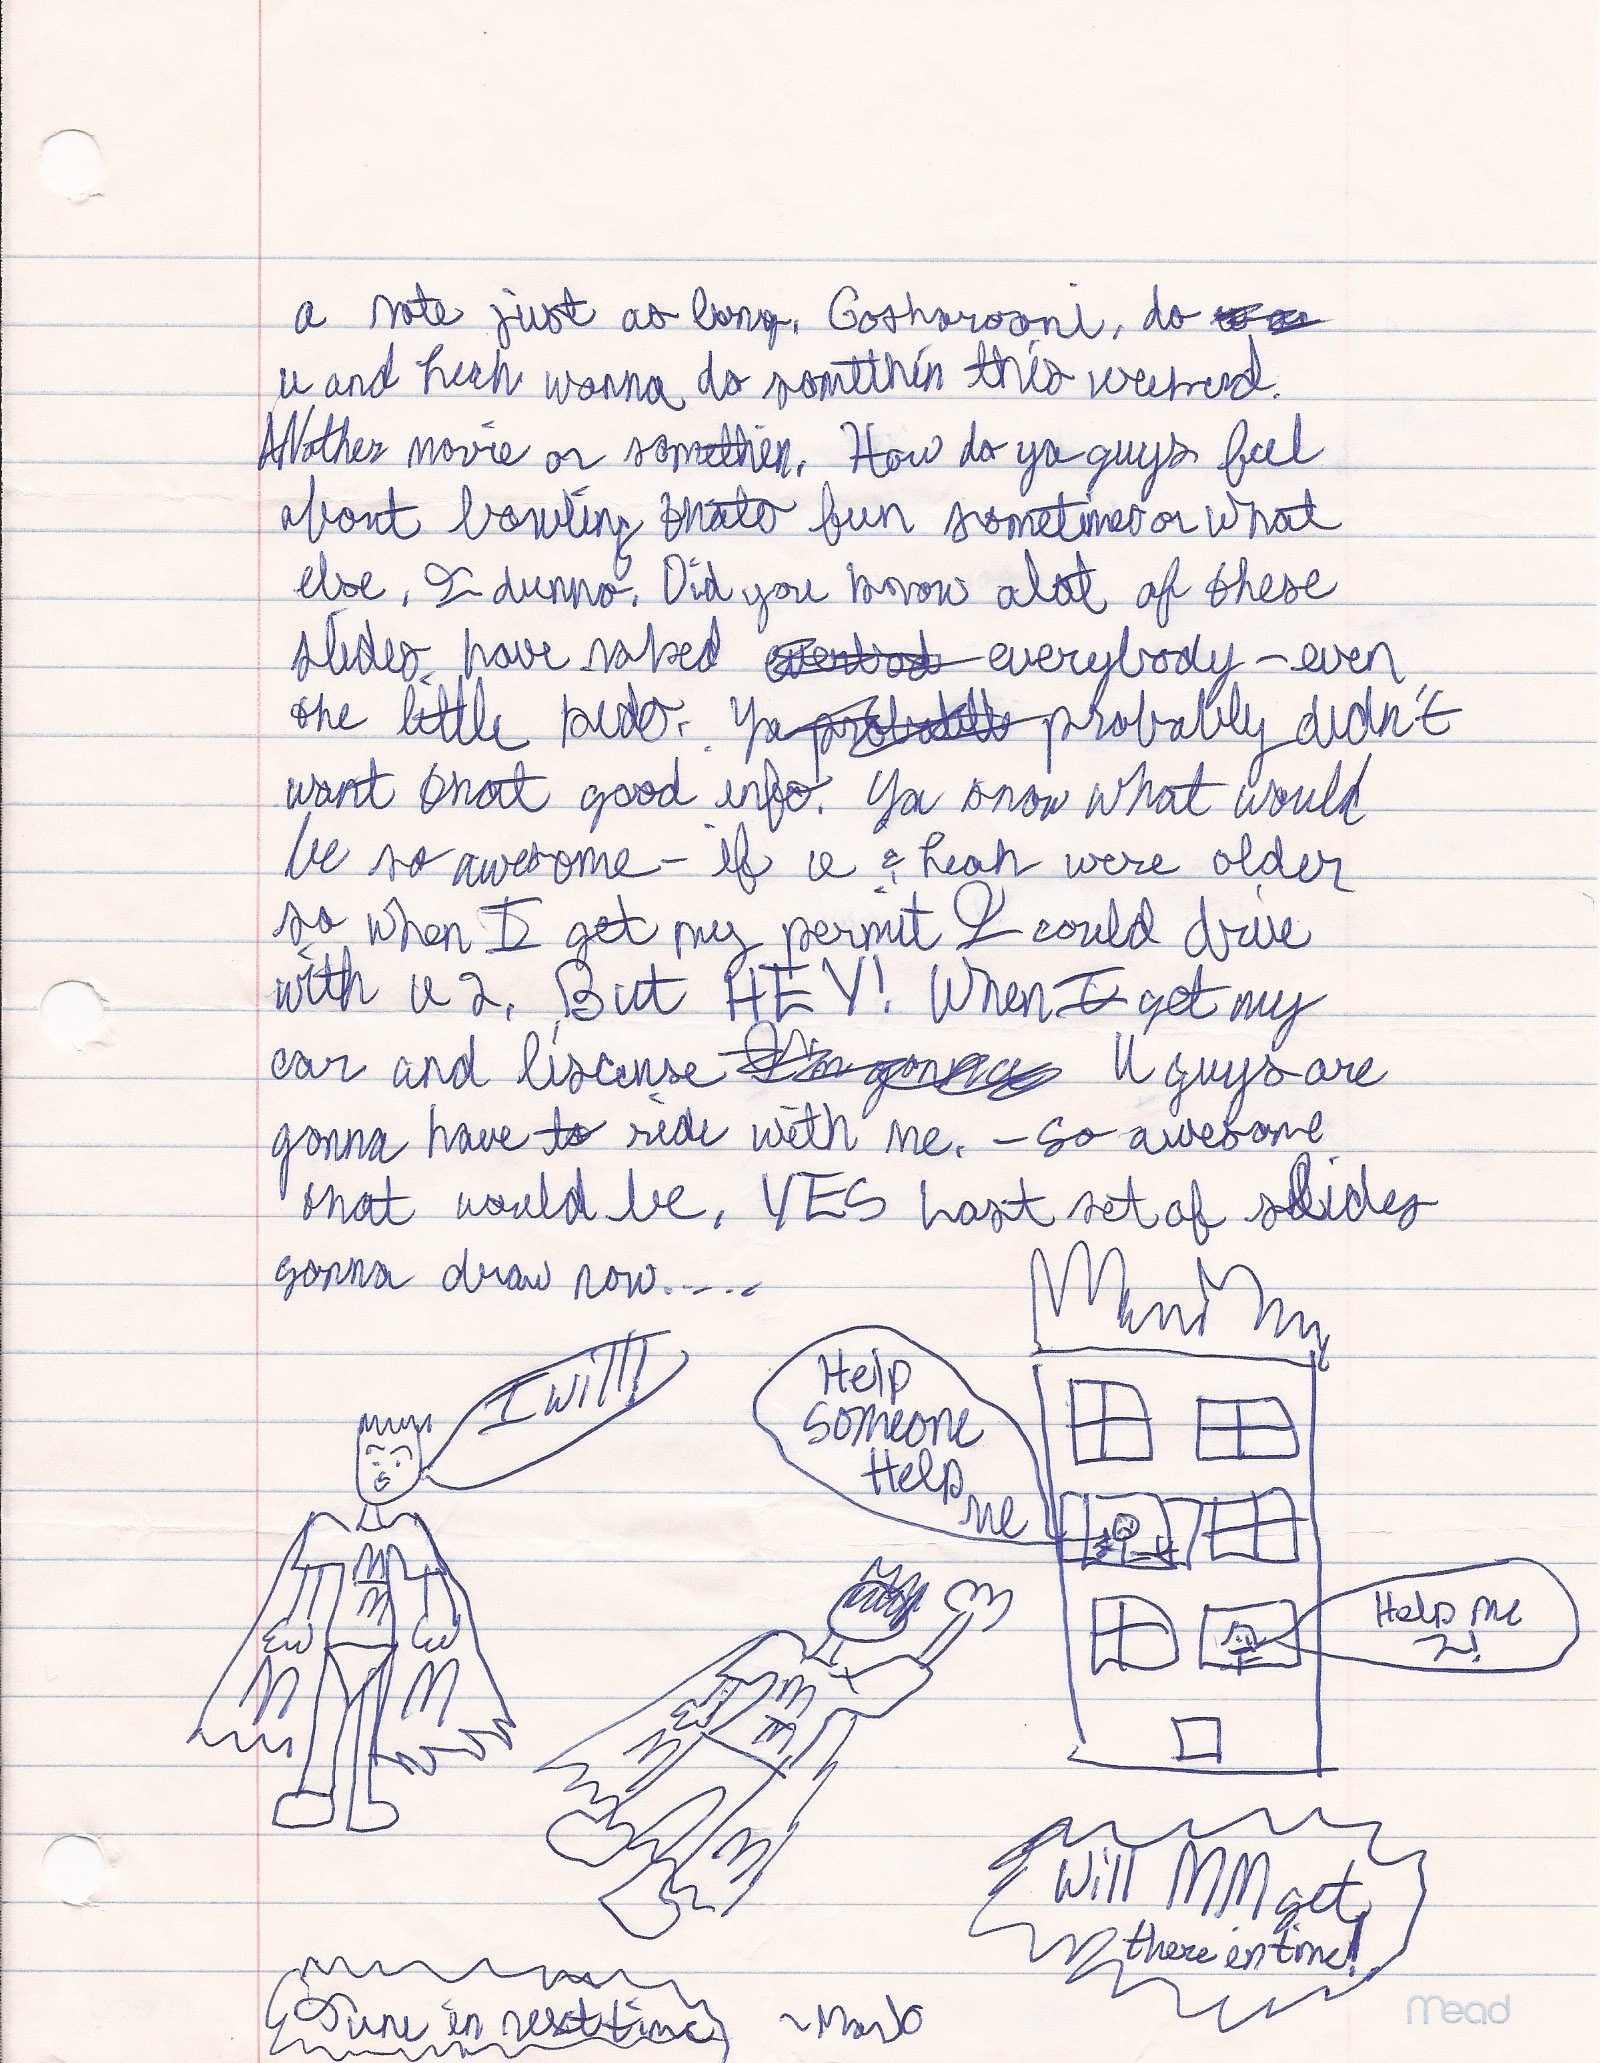 a note just as long. Gosharooni, do
u and Leah wanna do somtthin this weekend.
ANother movie or somethin. How do ya guys feel
about bowling thats fun sometimes or what
else, I dunno. Did you know alot of these
slides have naked everybody - even
the little kids. Ya probably didn't
want that good info. Ya know what would
be so awesome - if u & Leah were older
so when I get my permit I could drive
with u 2. But HEY! When I get my
car and liscense U guys are
gonna have to ride with me. - So awesome
that would be, YES Last set of slides
gonna draw now.....
I will!
Help
Someone
Help
me
Help me
2!
Will MM get
there in time!
Tune in next time
Mead